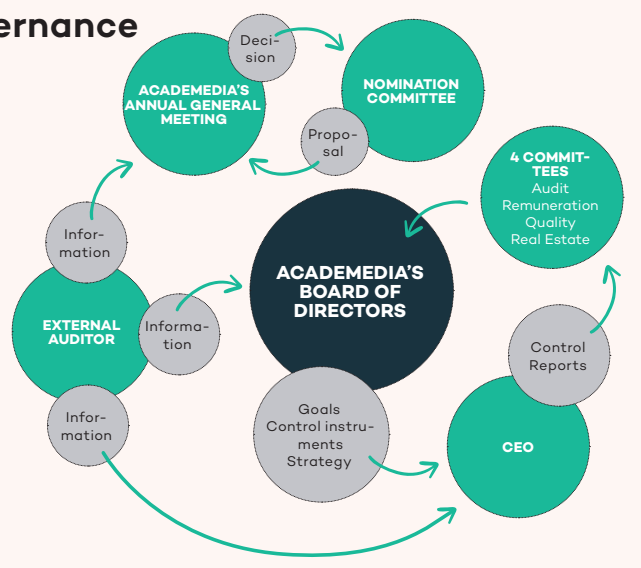 ernance
Deci-
sion
ACADEMEDIA'S
ANNUAL GENERAL
MEETING
NOMINATION
COMMITTEE
Propo-
sal
4 COMMIT-
TEES
Audit
Remuneration
Quality
Real Estate
Infor-
mation
ACADEMEDIA'S
BOARD OF
DIRECTORS
EXTERNAL
AUDITOR
Informa-
tion
Control
Reports
Infor-
mation
Goals
Control instru-
ments
Strategy
CEO